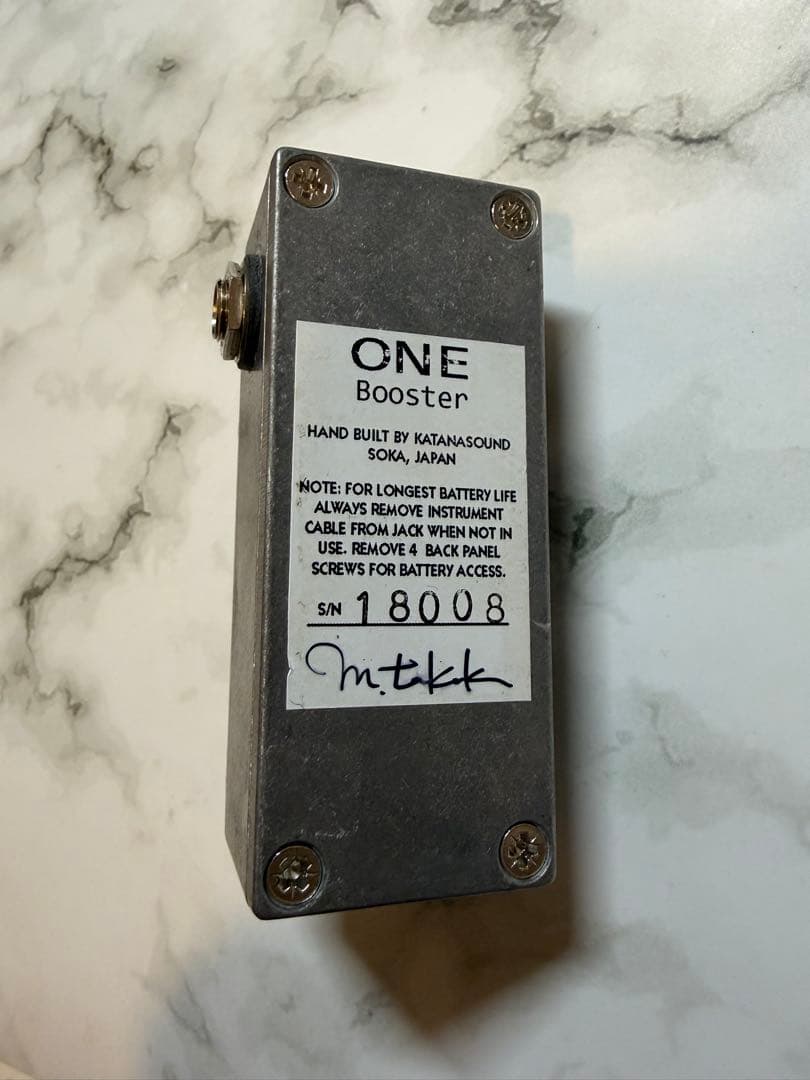 ONE
Booster
HAND BUILT BY KATANASOUND
SOKA, JAPAN
NOTE: FOR LONGEST BATTERY LIFE
ALWAYS REMOVE INSTRUMENT
CABLE FROM JACK WHEN NOT IN
USE. REMOVE 4 BACK PANEL
SCREWS FOR BATTERY ACCESS.
S/N 18008